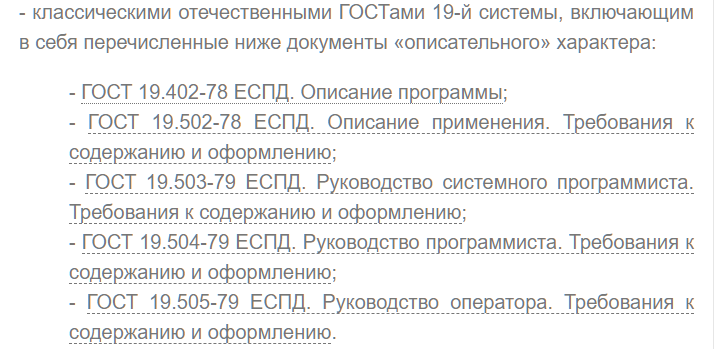 - классическими отечественными ГОСТами 19-й системы, включающим
в себя перечисленные ниже документы «описательного» характера:
- ГОСТ 19.402-78 ЕСПД. Описание программы;
- ГОСТ 19.502-78 ЕСПД. Описание применения. Требования к
содержанию и оформлению;
- ГОСТ 19.503-79 ЕСПД. Руководство системного программиста.
Требования к содержанию и оформлению;
- ГОСТ 19.504-79 ЕСПД. Руководство программиста. Требования к
содержанию и оформлению;
- ГОСТ 19.505-79 ЕСПД. Руководство оператора. Требования к
содержанию и оформлению.